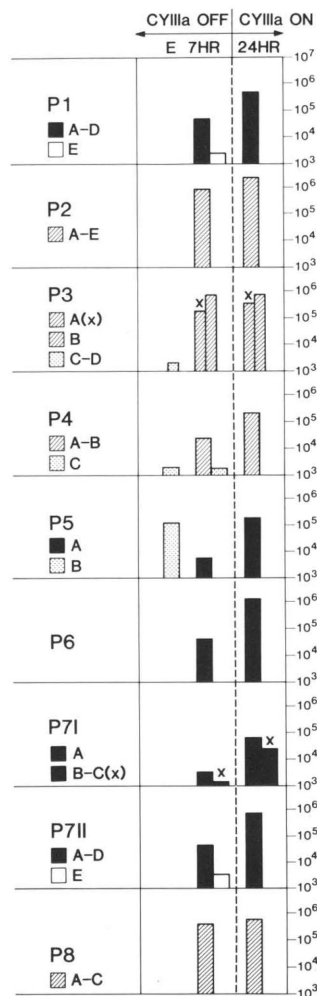 CYIIIa OFF CYIIIa ON
E 7HR 24HR
10⁷
P1
A-D
E
10⁶
10⁵
10⁴
10³
P2
A-E
10⁶
10⁵
10⁴
10³
P3
A(x)
B
C-D
x x
10⁶
10⁵
10⁴
10³
P4
A-B
C
10⁶
10⁵
10⁴
10³
P5
A
B
10⁶
10⁵
10⁴
10³
P6
10⁶
10⁵
10⁴
10³
P7I
A
B-C(x)
x x
10⁶
10⁵
10⁴
10³
P7II
A-D
E
10⁶
10⁵
10⁴
10³
P8
A-C
10⁶
10⁵
10⁴
10³